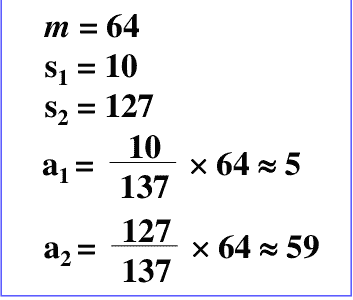 m = 64
s₁ = 10
s₂ = 127
a₁ = 10/137 × 64 ≈ 5
a₂ = 127/137 × 64 ≈ 59